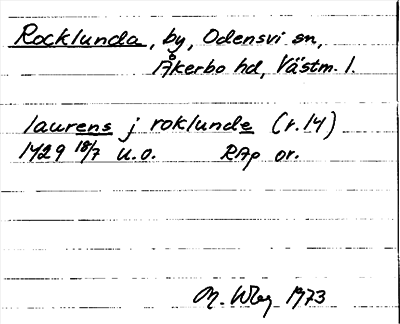 Rocklunda, by, Odensvi sn,
Åkerbo hd, Västm. l.
laurens j roklunde (r. 14)
1429 18/7 U.O. RAp or.
M. Wbg 1973